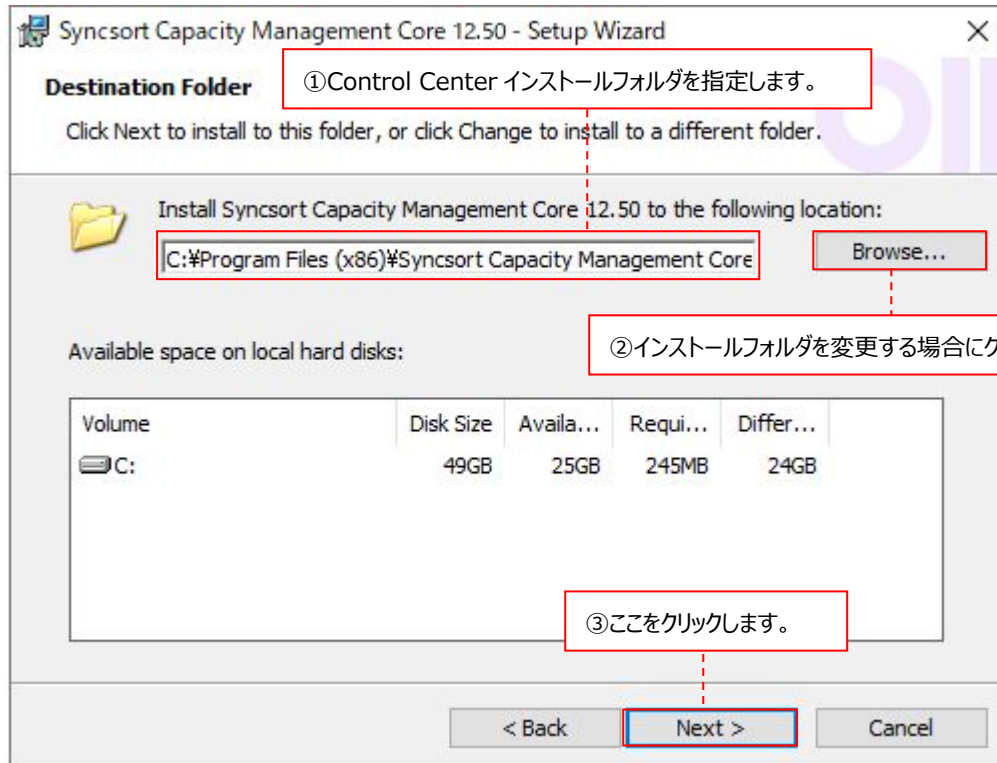 Syncsort Capacity Management Core 12.50 - Setup Wizard
Destination Folder
①Control Center インストールフォルダを指定します。
Click Next to install to this folder, or click Change to install to a different folder.
Install Syncsort Capacity Management Core 12.50 to the following location:
C:¥Program Files (x86)¥Syncsort Capacity Management Core
Browse...
②インストールフォルダを変更する場合にク
Available space on local hard disks:
Volume Disk Size Availa... Requi... Differ...
C: 49GB 25GB 245MB 24GB
③ここをクリックします。
< Back Next > Cancel